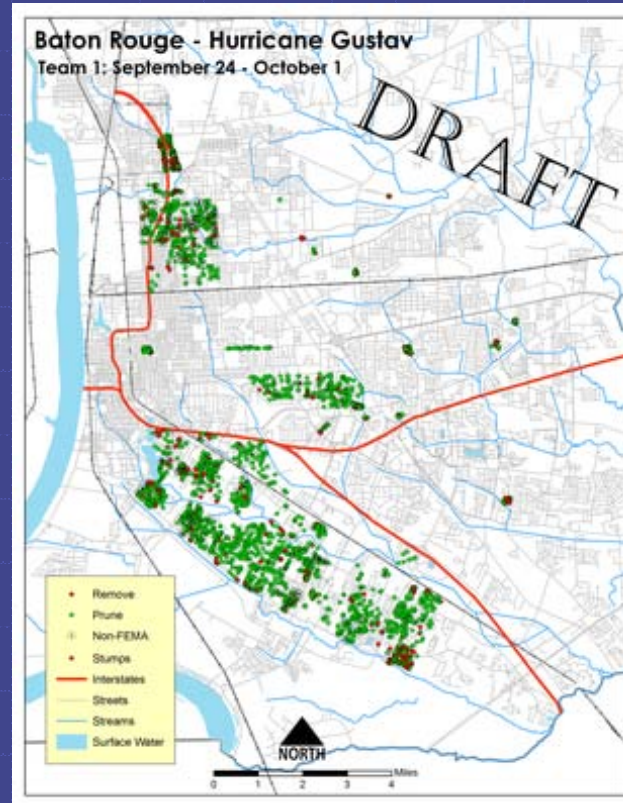 Baton Rouge - Hurricane Gustav
Team 1: September 24 - October 1
DRAFT
Remove
Prune
Non-FEMA
Stumps
Interstates
Streets
Streams
Surface Water
NORTH
Miles
0 1 2 3 4